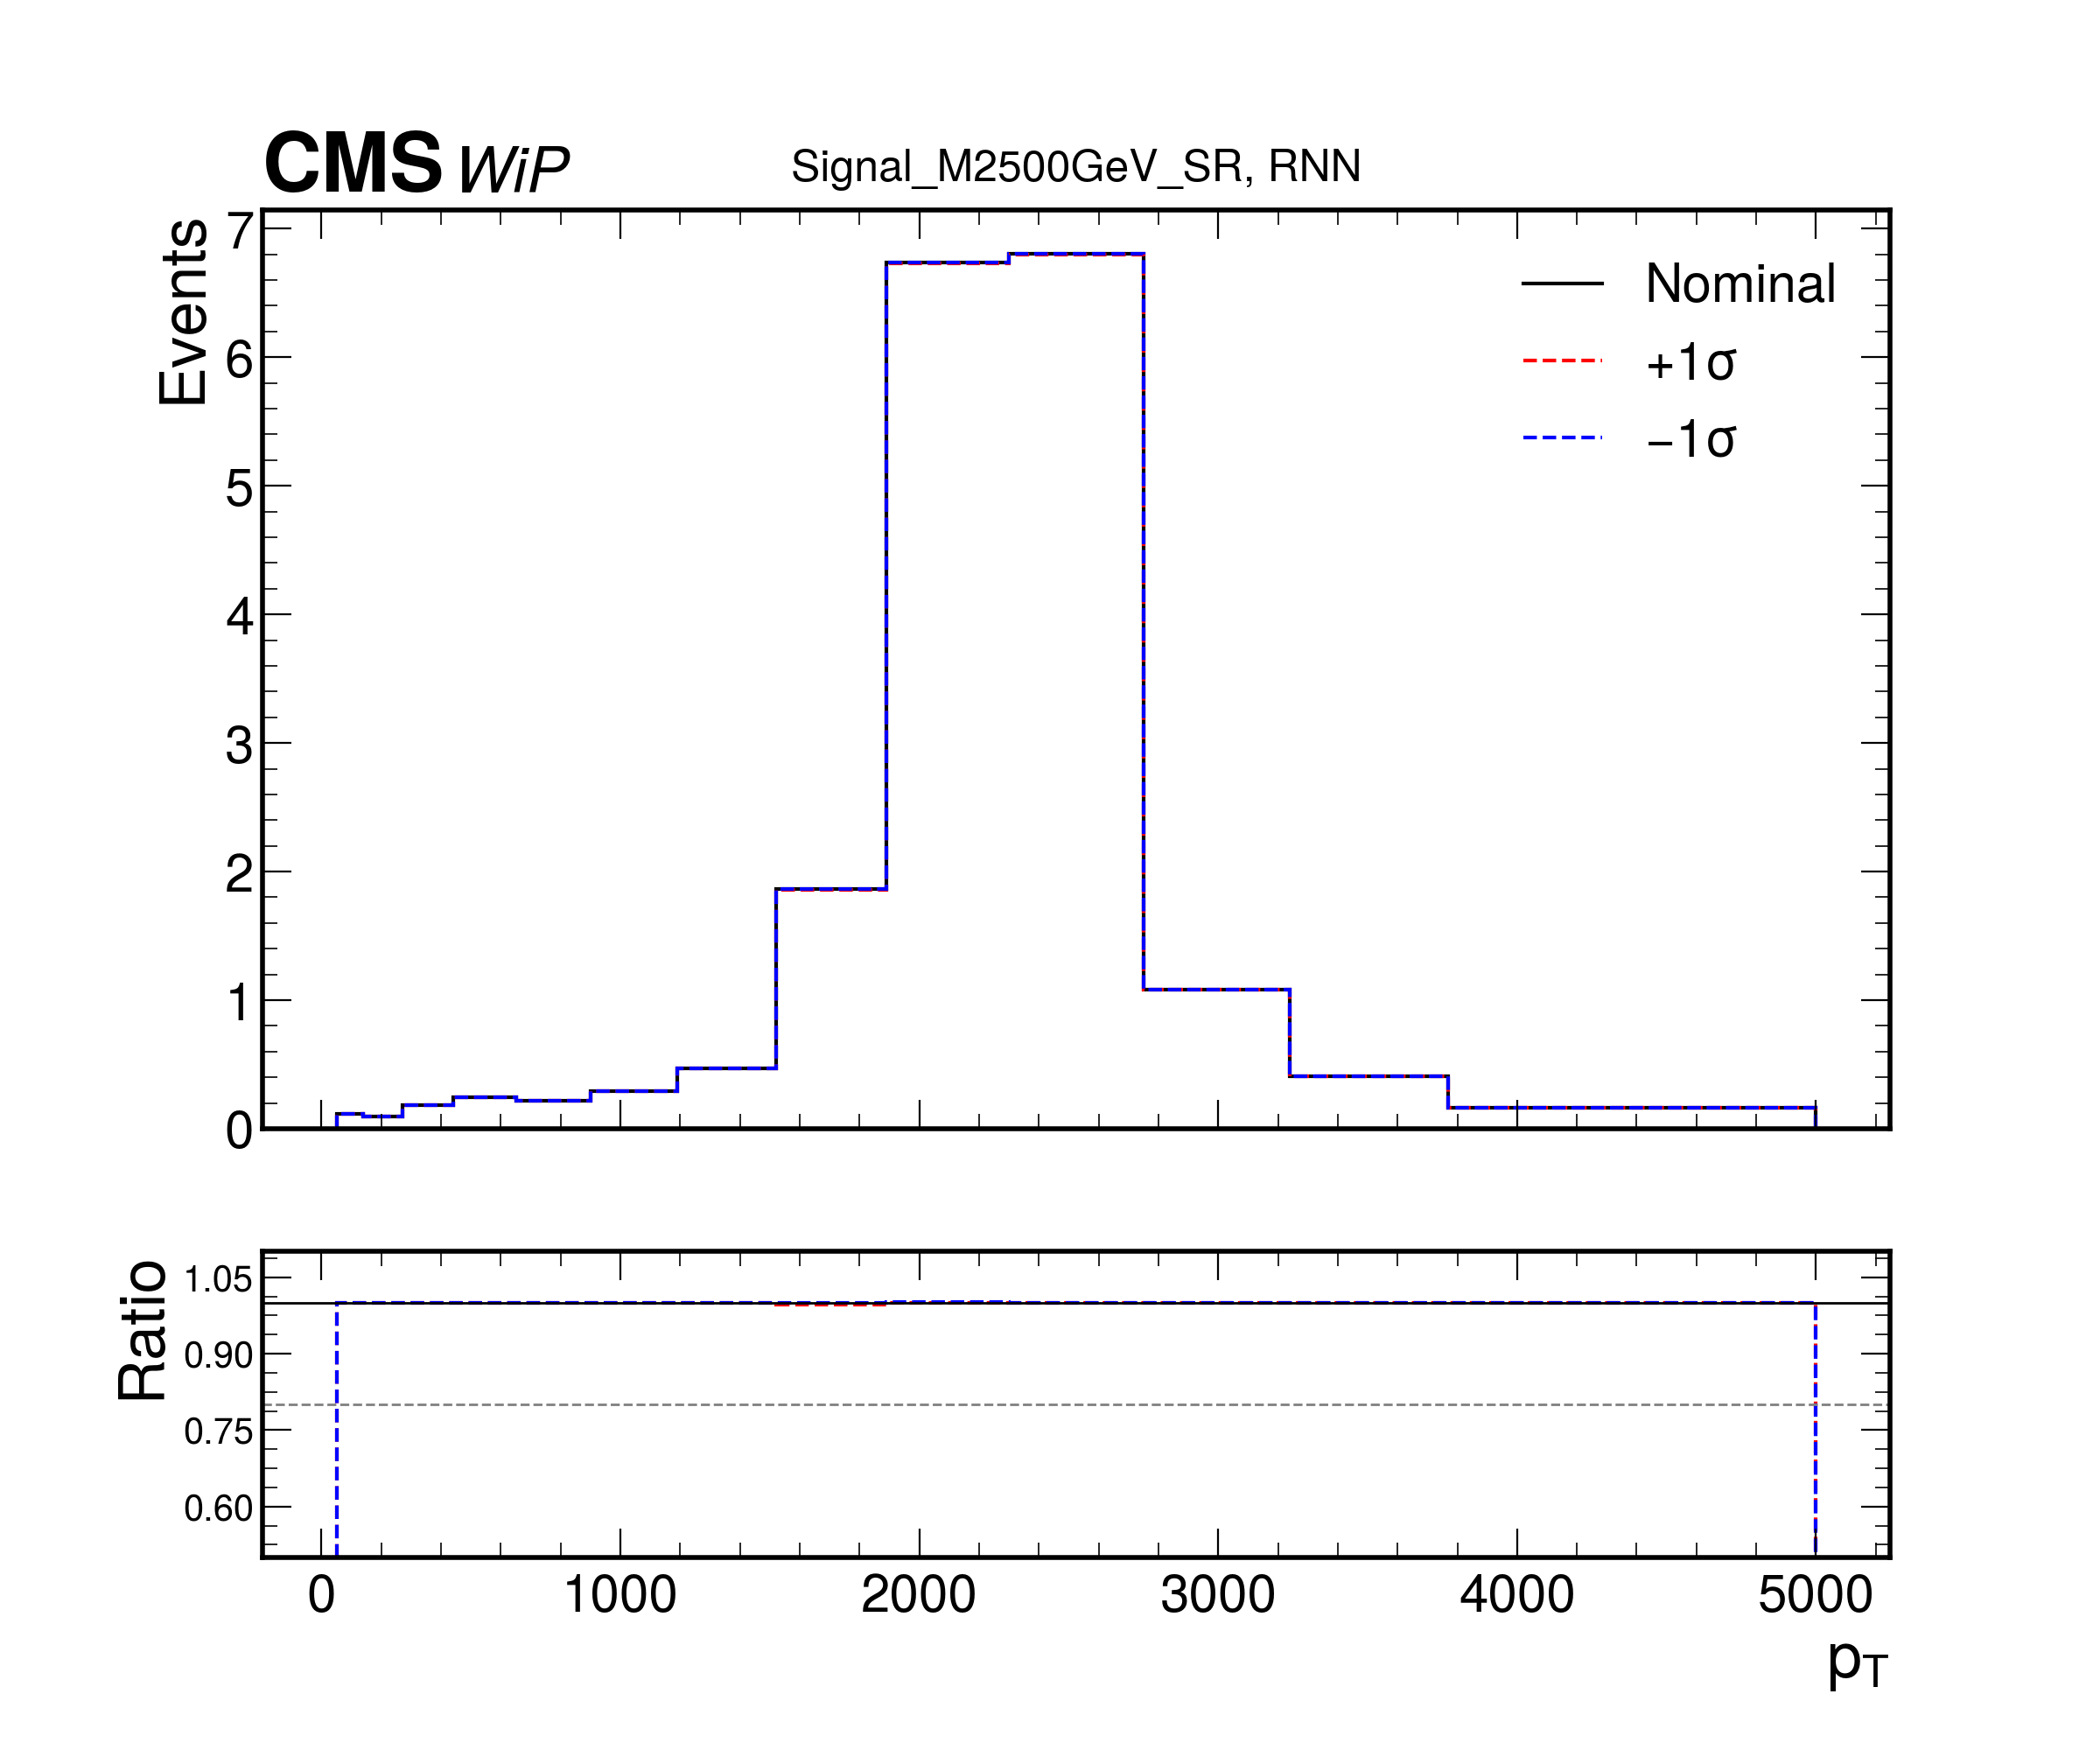 CMS WiP
Signal_M2500GeV_SR, RNN
Events
7
6
5
4
3
2
1
0
Nominal
+1σ
−1σ
Ratio
1.05
0.90
0.75
0.60
0 1000 2000 3000 4000 5000
pT